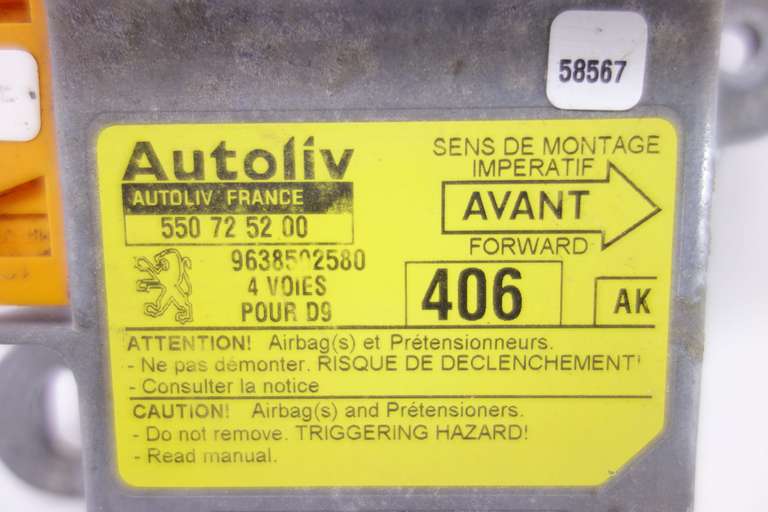 58567
Autoliv
AUTOLIV FRANCE
550 72 52 00
9638502580
4 VOIES
POUR D9
SENS DE MONTAGE
IMPERATIF
AVANT
FORWARD
406
AK
ATTENTION! Airbag(s) et Prétensionneurs.
- Ne pas démonter. RISQUE DE DECLENCHEMENT!
- Consulter la notice
CAUTION! Airbag(s) and Prétensioners.
- Do not remove. TRIGGERING HAZARD!
- Read manual.